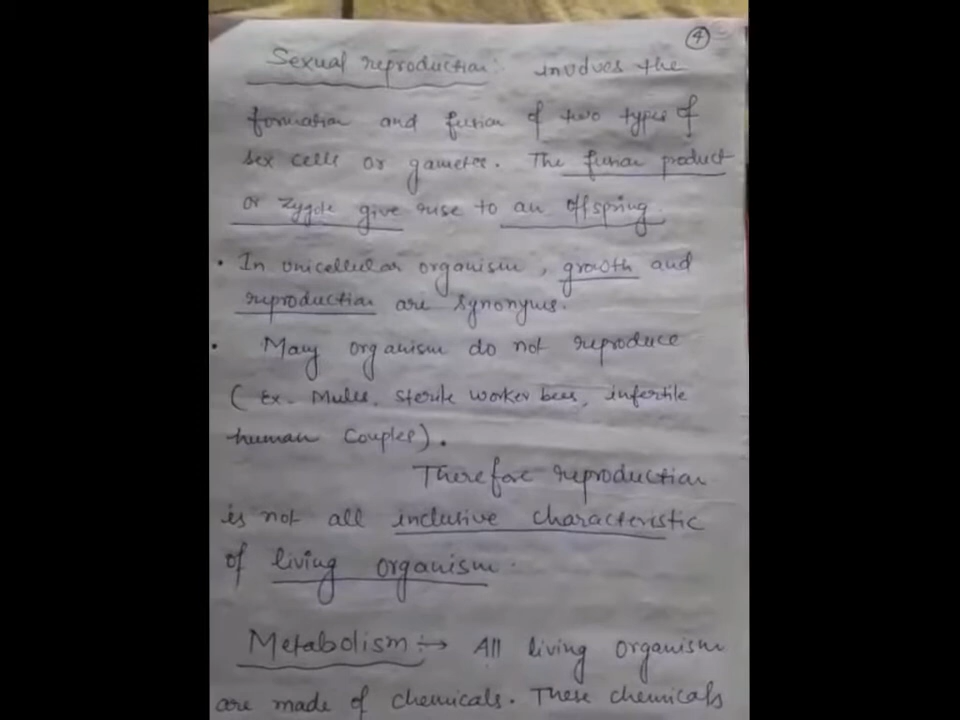 4
Sexual reproduction: involves the
formation and fusion of two types of
sex cells or gametes. The fusion product
or zygote give rise to an offspring.
• In unicellular organism, growth and
reproduction are synonyms.
• Many organism do not reproduce
(Ex. Mules, sterile worker bees, infertile
human couples).
Therefore reproduction
is not all inclusive characteristic
of living organism.
Metabolism :→ All living organism
are made of chemicals. These chemicals